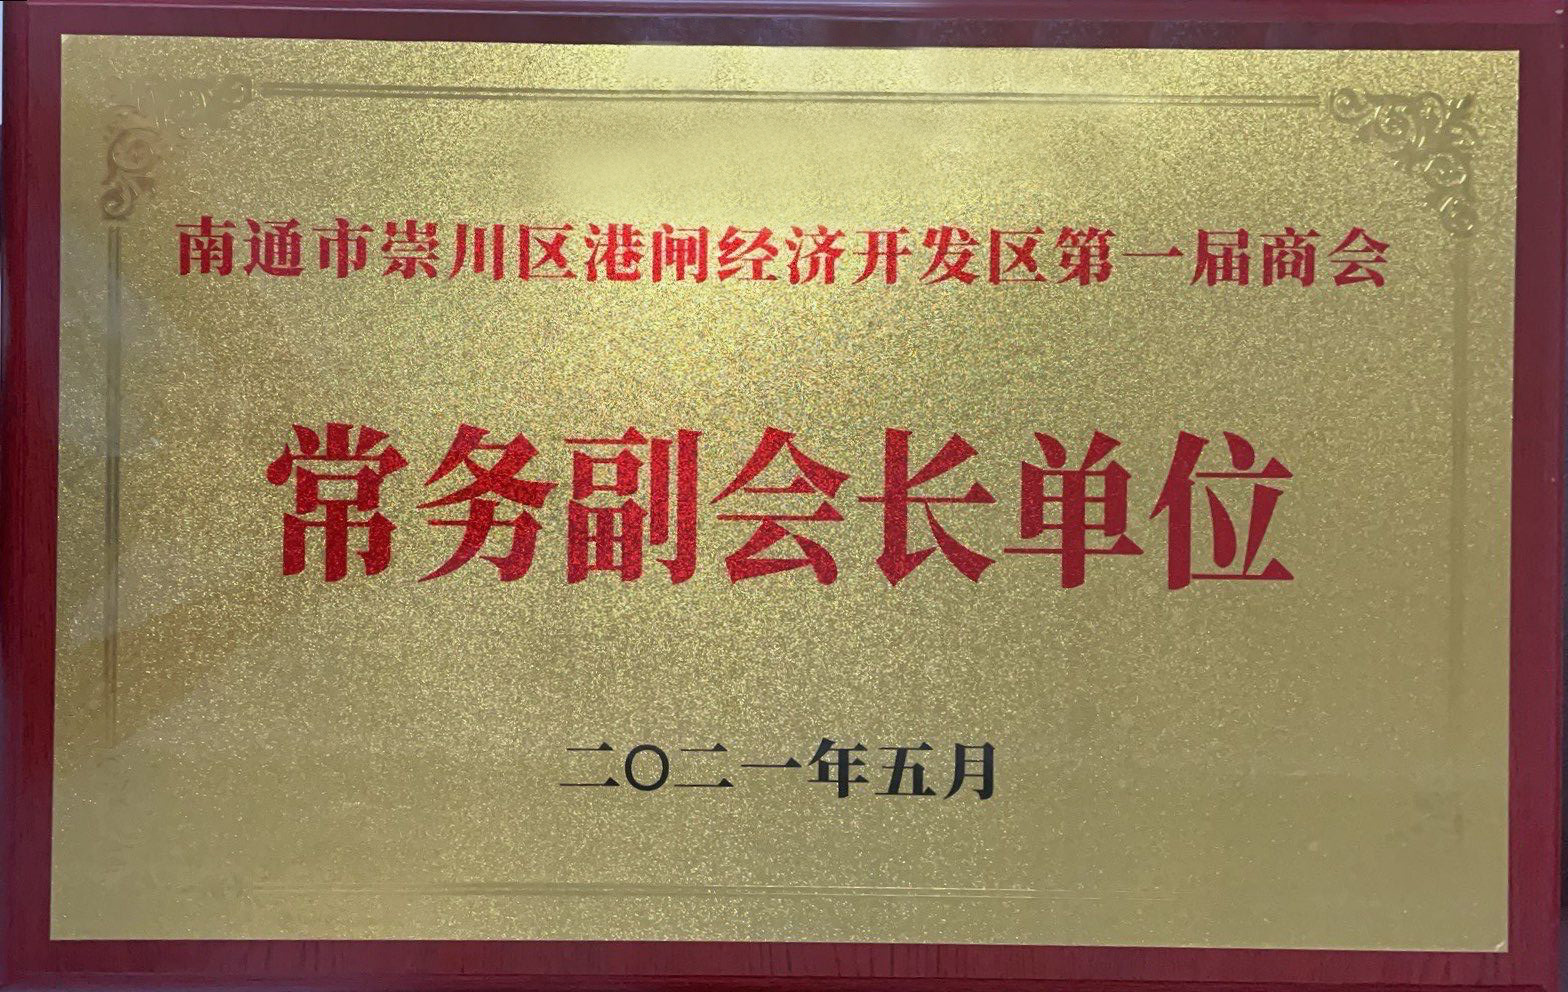 南通市崇川区港闸经济开发区第一届商会
常务副会长单位
二〇二一年五月